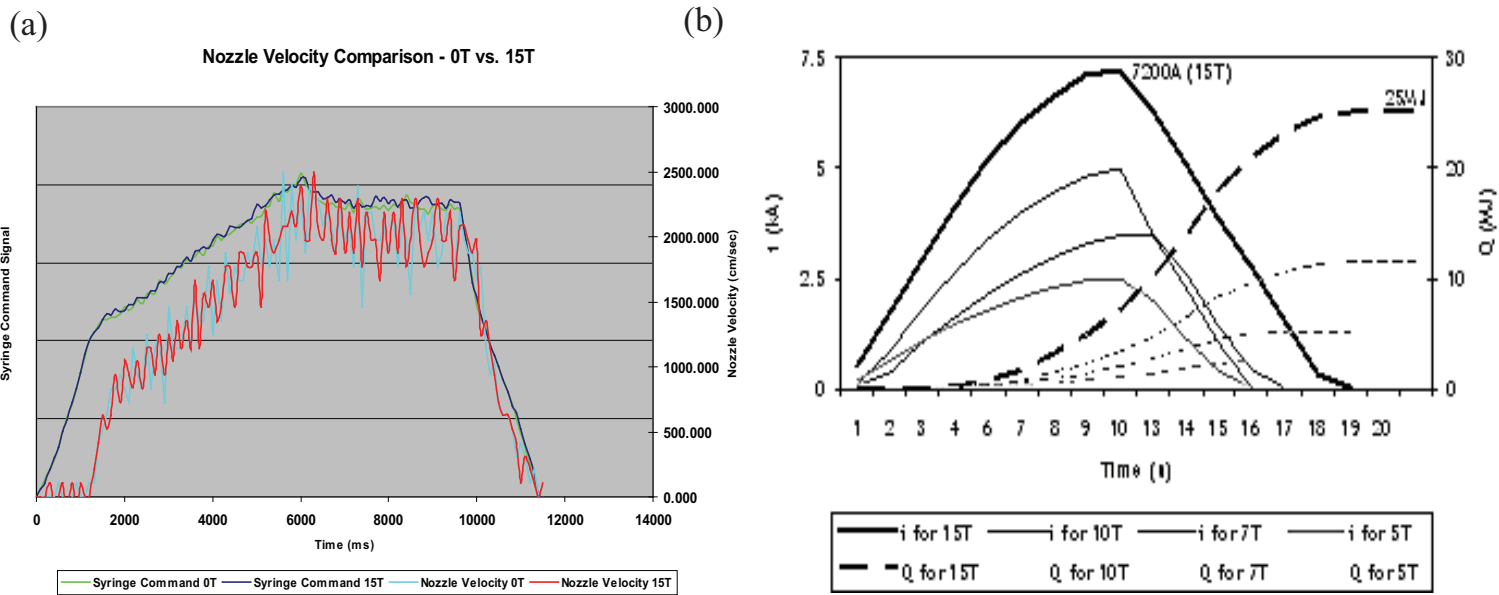 (a)
Nozzle Velocity Comparison - 0T vs. 15T
Syringe Command Signal
3000.000
2500.000
2000.000
1500.000
1000.000
500.000
0.000
Nozzle Velocity (cm/sec)
0 2000 4000 6000 8000 10000 12000 14000
Time (ms)
Syringe Command 0T Syringe Command 15T Nozzle Velocity 0T Nozzle Velocity 15T
(b)
7.5
5
2.5
0
I (kA)
7200A (15T)
25MJ
30
20
10
0
Q (MJ)
1 2 3 4 6 7 8 9 10 13 14 15 16 17 18 19 20
Time (s)
i for 15T i for 10T i for 7T i for 5T
Q for 15T Q for 10T Q for 7T Q for 5T